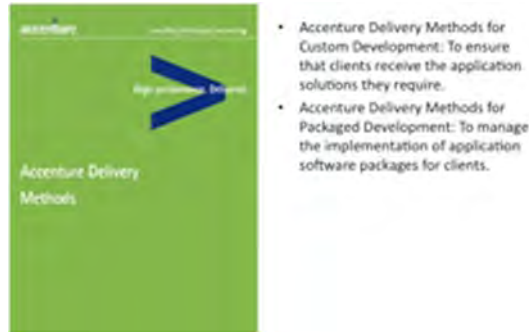 accenture
High performance. Delivered.
Accenture Delivery
Methods
• Accenture Delivery Methods for
Custom Development: To ensure
that clients receive the application
solutions they require.
• Accenture Delivery Methods for
Packaged Development: To manage
the implementation of application
software packages for clients.